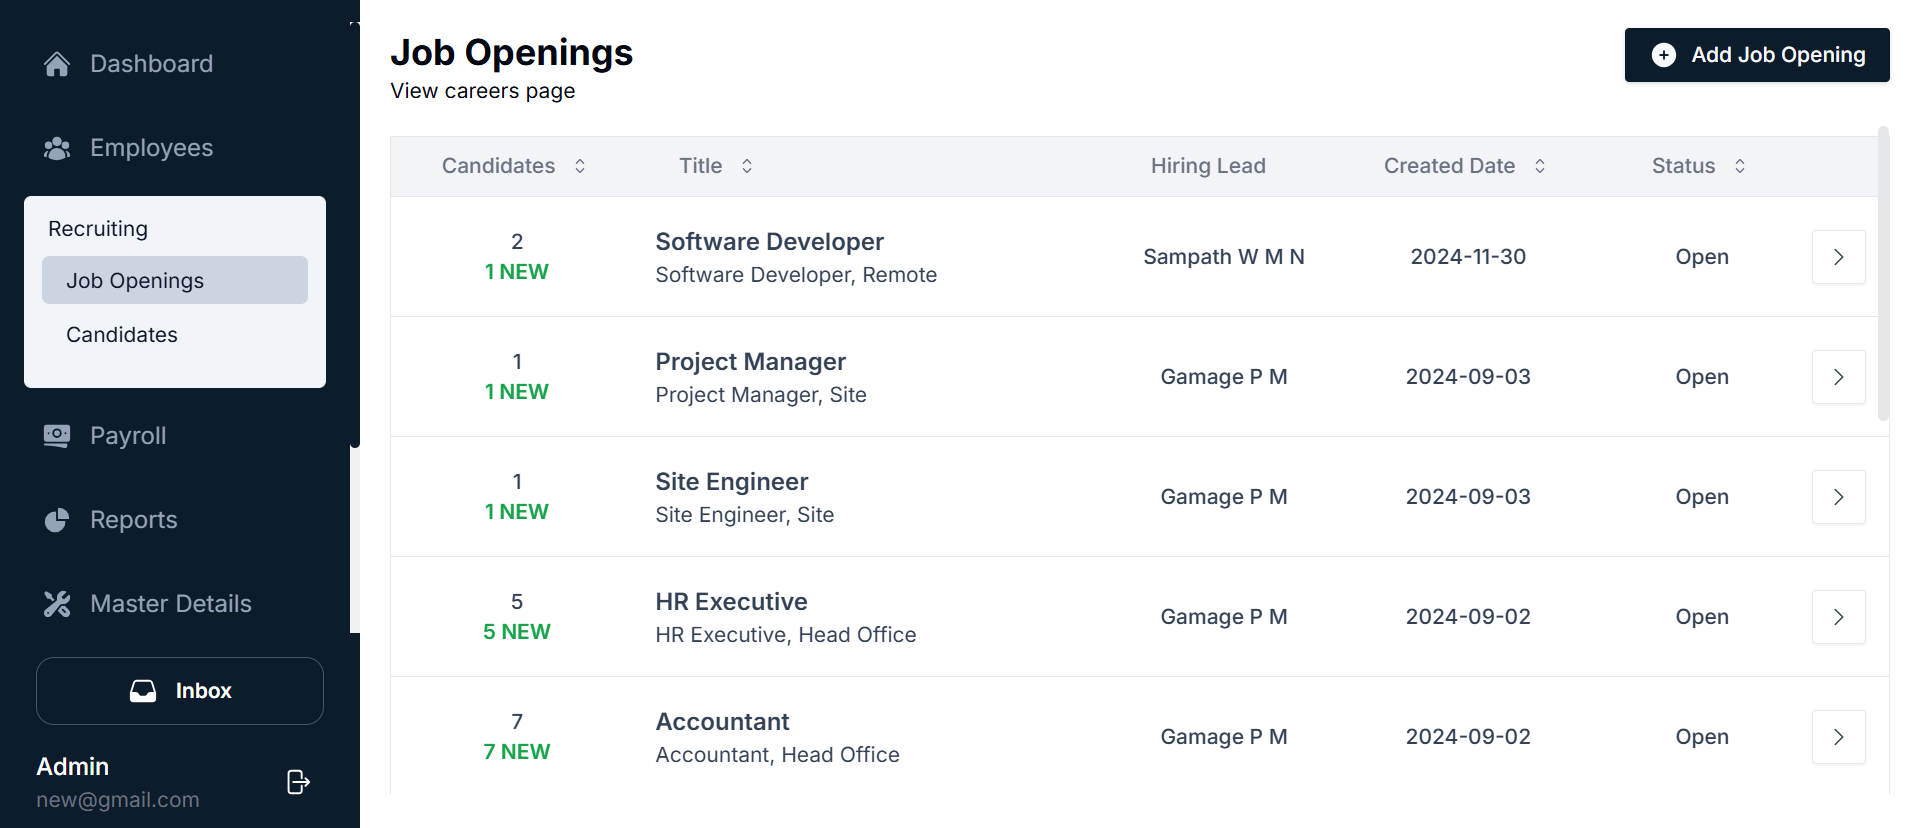 Dashboard
Employees
Recruiting
Job Openings
Candidates
Payroll
Reports
Master Details
Inbox
Admin
new@gmail.com
Job Openings
View careers page
Add Job Opening
Candidates Title Hiring Lead Created Date Status
2
1 NEW
Software Developer
Software Developer, Remote
Sampath W M N
2024-11-30
Open
1
1 NEW
Project Manager
Project Manager, Site
Gamage P M
2024-09-03
Open
1
1 NEW
Site Engineer
Site Engineer, Site
Gamage P M
2024-09-03
Open
5
5 NEW
HR Executive
HR Executive, Head Office
Gamage P M
2024-09-02
Open
7
7 NEW
Accountant
Accountant, Head Office
Gamage P M
2024-09-02
Open